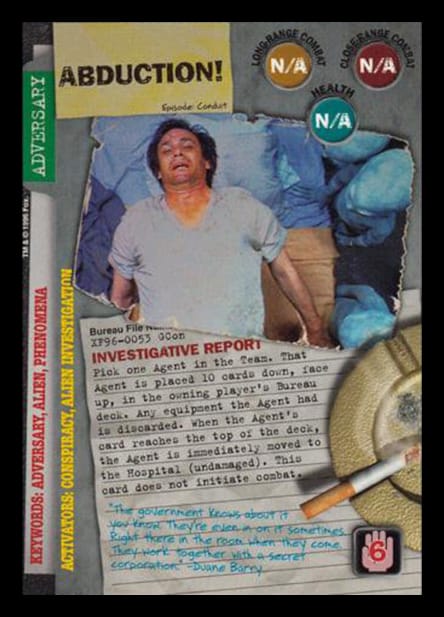 ABDUCTION!
Episode: Conduit
LONG-RANGE COMBAT
N/A
CLOSE-RANGE COMBAT
N/A
HEALTH
N/A
ADVERSARY
TM & © 1996 Fox.
KEYWORDS: ADVERSARY, ALIEN, PHENOMENA
ACTIVATORS: CONSPIRACY, ALIEN INVESTIGATION
Bureau File
XF96-0053 GCon
INVESTIGATIVE REPORT
Pick one Agent in the Team. That
Agent is placed 10 cards down, face
up, in the owning player's Bureau
deck. Any equipment the Agent had
is discarded. When the Agent's
card reaches the top of the deck,
the Agent is immediately moved to
the Hospital (undamaged). This
card does not initiate combat.
"The government knows about it
you know. They're even in on it sometimes.
Right there in the room when they come.
They work together with a secret
corporation." -Duane Barry
6